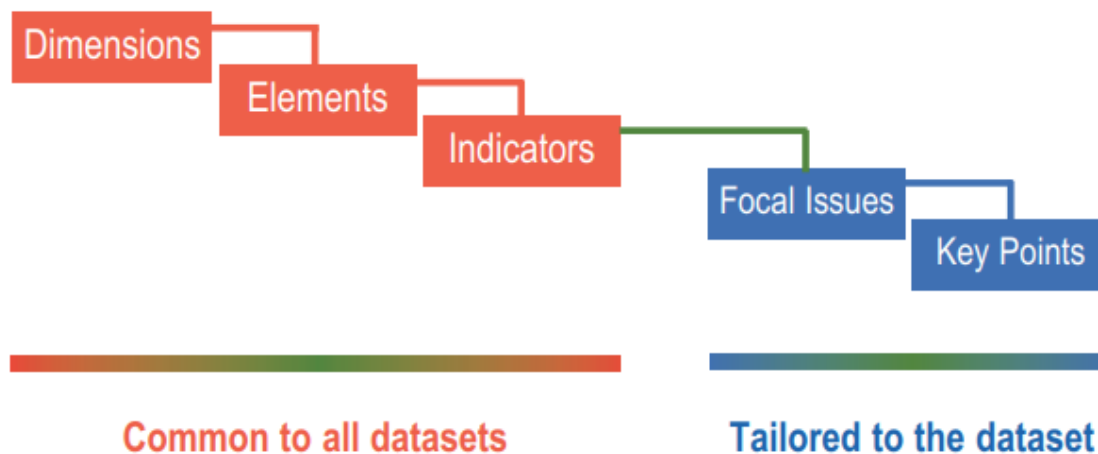 Dimensions
Elements
Indicators
Focal Issues
Key Points
Common to all datasets
Tailored to the dataset